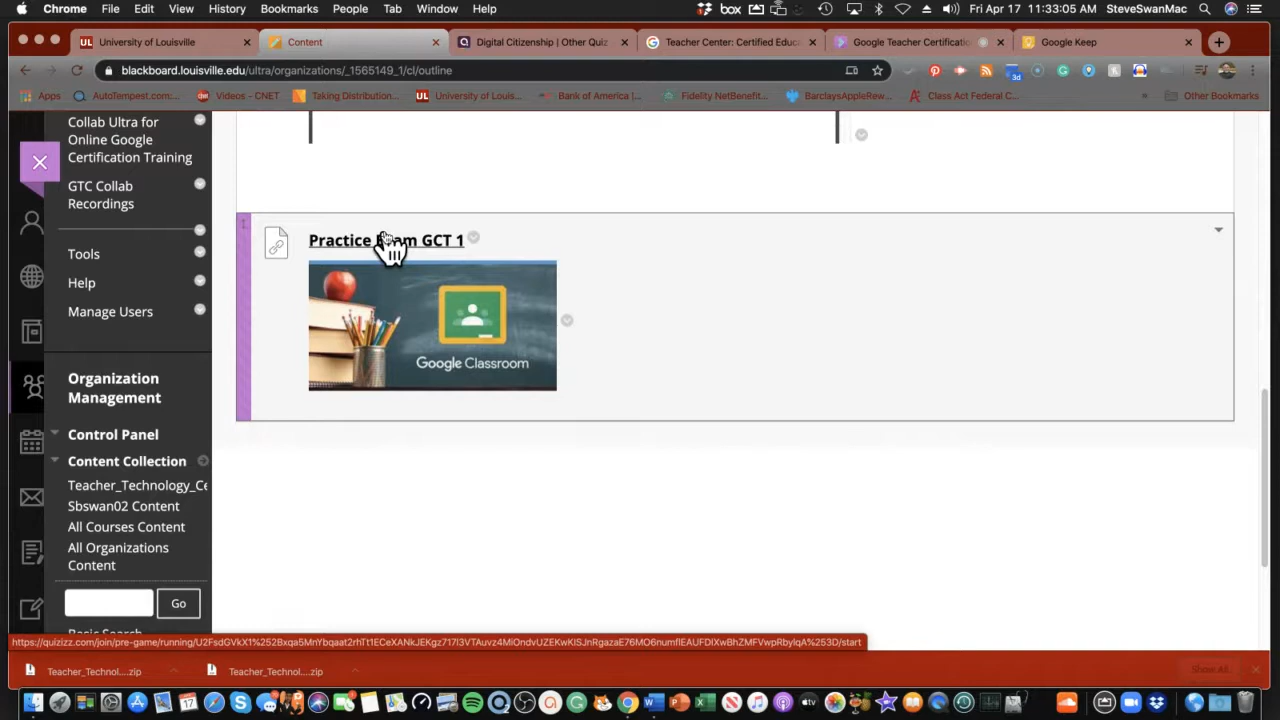 Chrome File Edit View History Bookmarks People Tab Window Help box Fri Apr 17 11:33:05 AM SteveSwanMac
University of Louisville
Content
Digital Citizenship | Other Quiz
Teacher Center: Certified Educ
Google Teacher Certificatio
Google Keep
blackboard.louisville.edu/ultra/organizations/_1565149_1/cl/outline
Apps AutoTempest.com:... Videos - CNET Taking Distribution... University of Louis... Bank of America |... Fidelity NetBenefit... BarclaysAppleRew... Class Act Federal C... » Other Bookmarks
Collab Ultra for
Online Google
Certification Training
GTC Collab
Recordings
Tools
Help
Manage Users
Organization
Management
Control Panel
Content Collection
Teacher_Technology_Ce
Sbswan02 Content
All Courses Content
All Organizations
Content
Go
Basic Search
Practice Exam GCT 1
Google Classroom
Teacher_Technol....zip
Teacher_Technol....zip
Show All